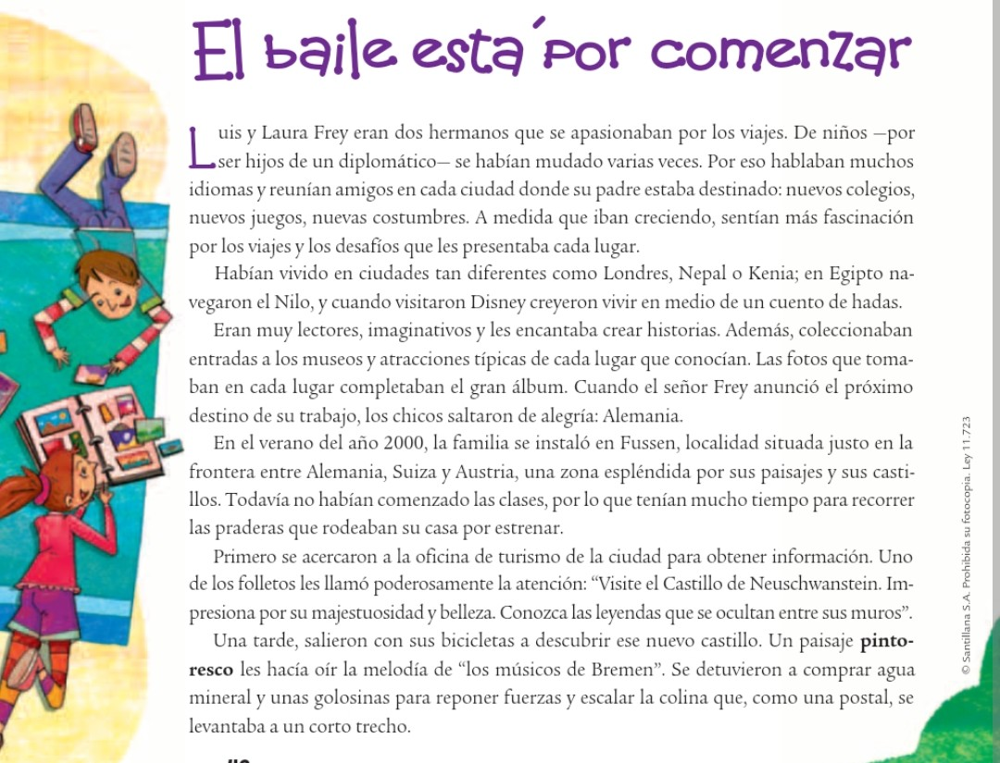 El baile está por comenzar
Luis y Laura Frey eran dos hermanos que se apasionaban por los viajes. De niños —por
ser hijos de un diplomático— se habían mudado varias veces. Por eso hablaban muchos
idiomas y reunían amigos en cada ciudad donde su padre estaba destinado: nuevos colegios,
nuevos juegos, nuevas costumbres. A medida que iban creciendo, sentían más fascinación
por los viajes y los desafíos que les presentaba cada lugar.
Habían vivido en ciudades tan diferentes como Londres, Nepal o Kenia; en Egipto na-
vegaron el Nilo, y cuando visitaron Disney creyeron vivir en medio de un cuento de hadas.
Eran muy lectores, imaginativos y les encantaba crear historias. Además, coleccionaban
entradas a los museos y atracciones típicas de cada lugar que conocían. Las fotos que toma-
ban en cada lugar completaban el gran álbum. Cuando el señor Frey anunció el próximo
destino de su trabajo, los chicos saltaron de alegría: Alemania.
En el verano del año 2000, la familia se instaló en Fussen, localidad situada justo en la
frontera entre Alemania, Suiza y Austria, una zona espléndida por sus paisajes y sus casti-
llos. Todavía no habían comenzado las clases, por lo que tenían mucho tiempo para recorrer
las praderas que rodeaban su casa por estrenar.
Primero se acercaron a la oficina de turismo de la ciudad para obtener información. Uno
de los folletos les llamó poderosamente la atención: “Visite el Castillo de Neuschwanstein. Im-
presiona por su majestuosidad y belleza. Conozca las leyendas que se ocultan entre sus muros”.
Una tarde, salieron con sus bicicletas a descubrir ese nuevo castillo. Un paisaje pinto-
resco les hacía oír la melodía de “los músicos de Bremen”. Se detuvieron a comprar agua
mineral y unas golosinas para reponer fuerzas y escalar la colina que, como una postal, se
levantaba a un corto trecho.
© Santillana S.A. Prohibida su fotocopia. Ley 11.723